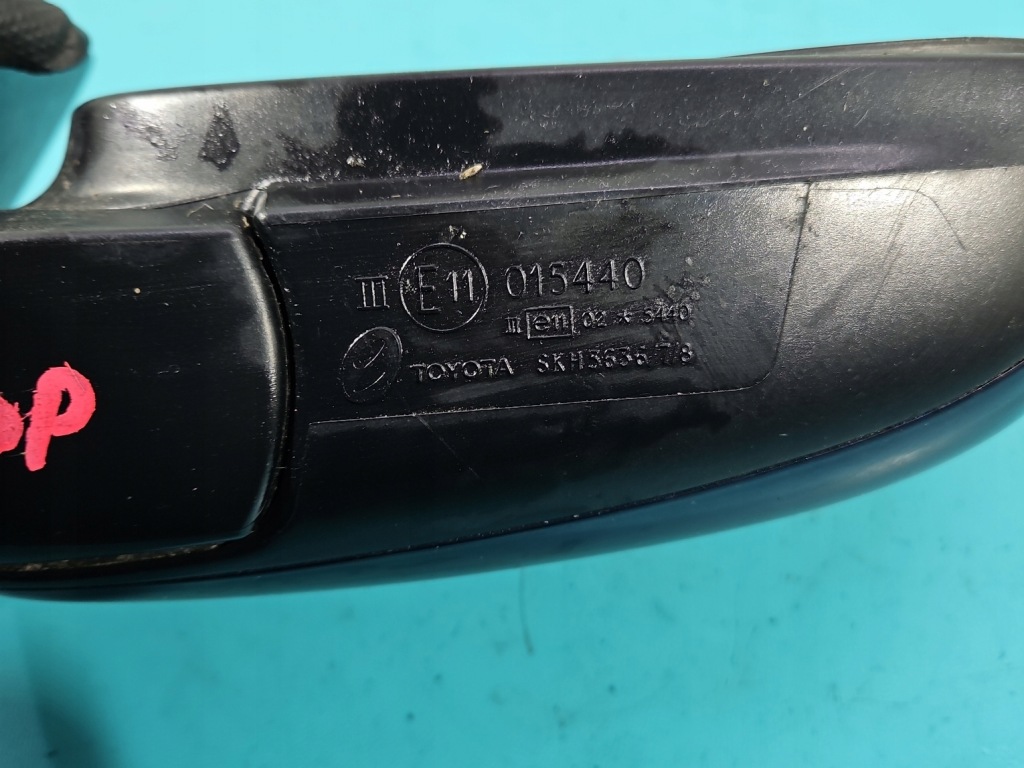 III E11 015440
III e11 02 * 5440
TOYOTA SKH3636 7/8